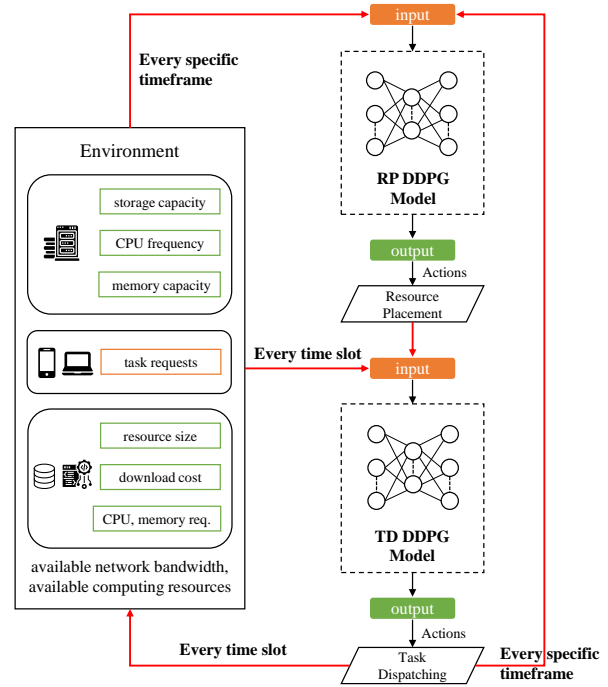 input
Every specific
timeframe
Environment
storage capacity
CPU frequency
memory capacity
RP DDPG
Model
output
Actions
Resource
Placement
task requests
Every time slot
input
resource size
download cost
CPU, memory req.
TD DDPG
Model
available network bandwidth,
available computing resources
output
Actions
Every time slot
Task
Dispatching
Every specific
timeframe